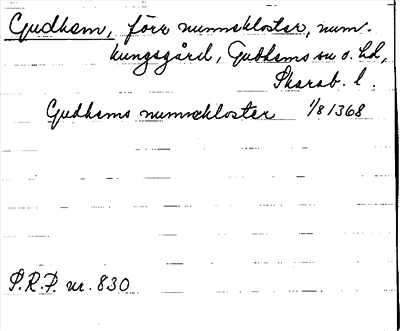 Gudhem, förr nunnekloster, num.
kungsgård, Gudhems sn o. hd,
Skarab. l.
Gudhems nunnekloster 1/8 1368
S.R.P. nr. 830